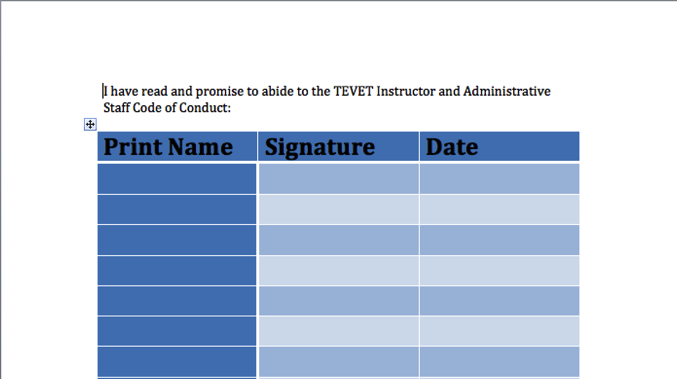 I have read and promise to abide to the TEVET Instructor and Administrative
Staff Code of Conduct:
Print Name Signature Date